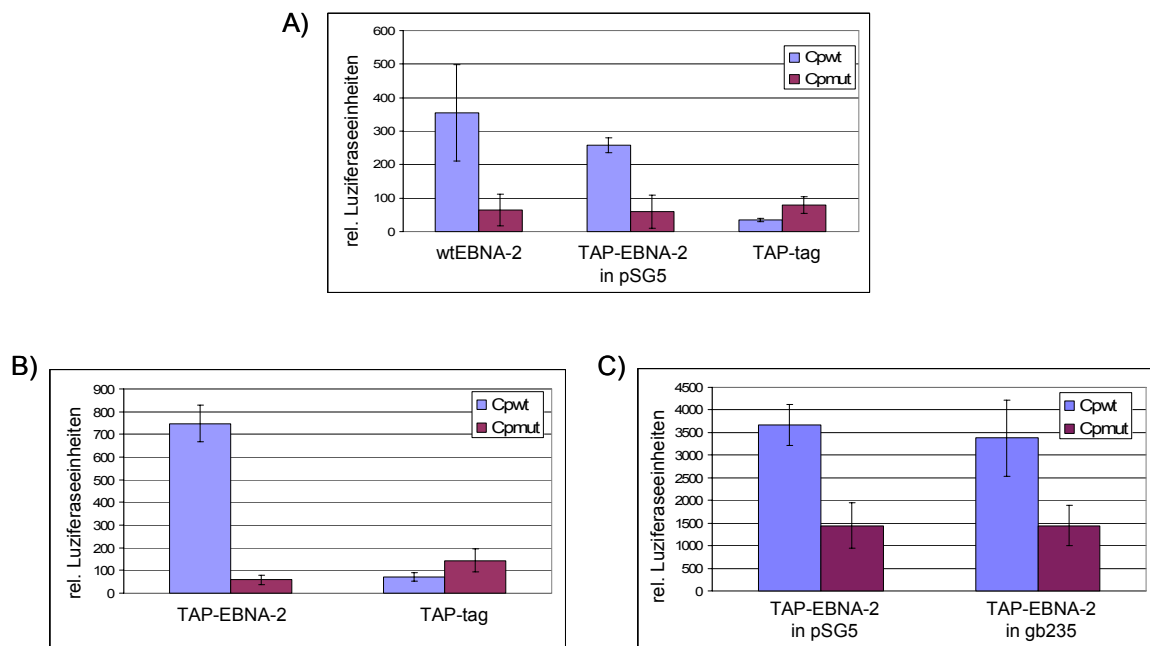 A)
rel. Luziferaseeinheiten
600
500
400
300
200
100
0
Cpwt
Cpmut
wtEBNA-2
TAP-EBNA-2
in pSG5
TAP-tag
B)
rel. Luziferaseeinheiten
900
800
700
600
500
400
300
200
100
0
Cpwt
Cpmut
TAP-EBNA-2
TAP-tag
C)
rel. Luziferaseeinheiten
4500
4000
3500
3000
2500
2000
1500
1000
500
0
Cpwt
Cpmut
TAP-EBNA-2
in pSG5
TAP-EBNA-2
in gb235